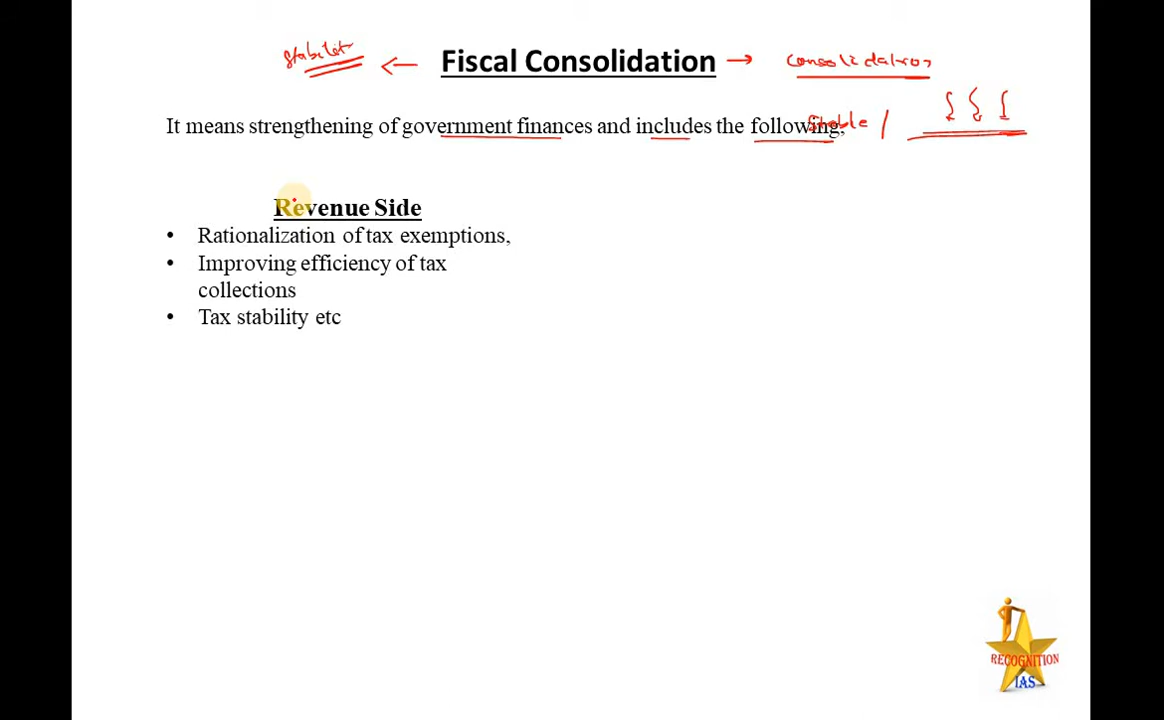 Stabilet ← Fiscal Consolidation → Consolidation
It means strengthening of government finances and includes the following, Stable /
Revenue Side
• Rationalization of tax exemptions,
• Improving efficiency of tax
collections
• Tax stability etc
RECOGNITION
IAS